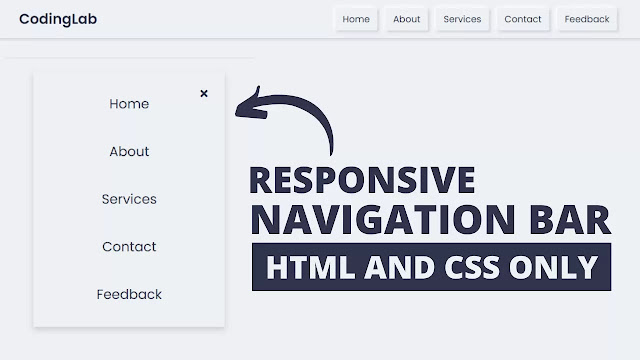 CodingLab
Home About Services Contact Feedback
Home
About
Services
Contact
Feedback
RESPONSIVE
NAVIGATION BAR
HTML AND CSS ONLY